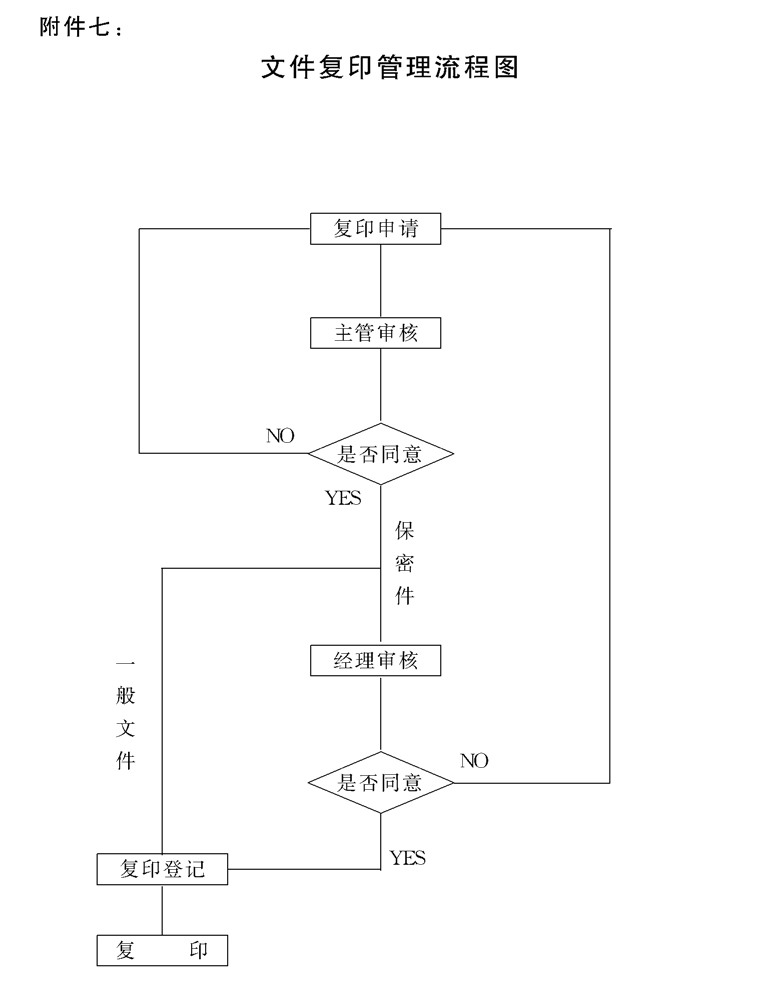 附件七：
文件复印管理流程图
复印申请
主管审核
NO
是否同意
YES
保密件
一般文件
经理审核
是否同意
NO
YES
复印登记
复 印